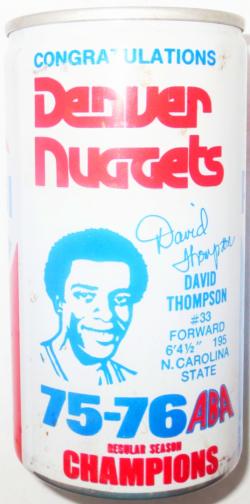 CONGRATULATIONS
Denver
Nuggets
David
Thompson
DAVID
THOMPSON
#33
FORWARD
6'4½" 195
N. CAROLINA
STATE
75-76 ABA
REGULAR SEASON
CHAMPIONS